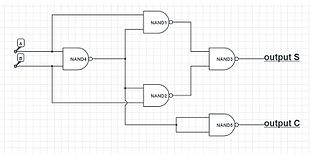 A
B
NAND1
NAND4
NAND3
output S
NAND2
NAND5
output C